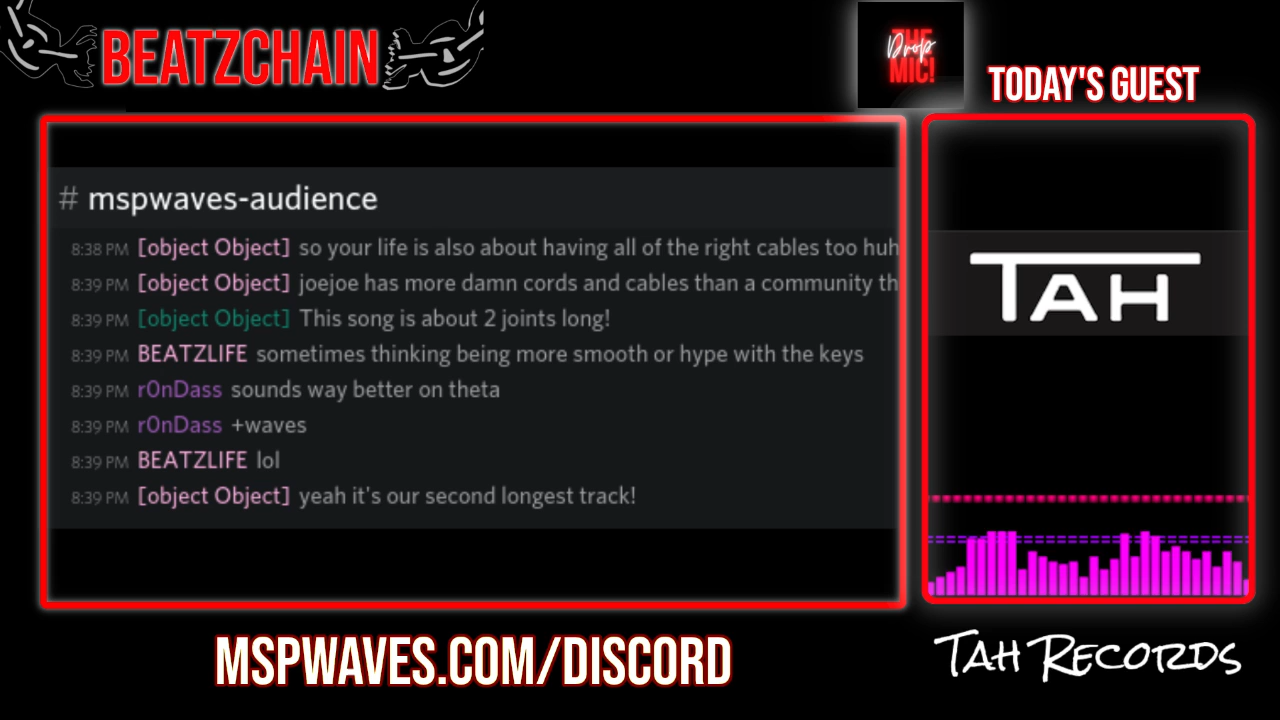 BEATZCHAIN
THE
Drop
MIC!
TODAY'S GUEST
# mspwaves-audience
8:38 PM [object Object] so your life is also about having all of the right cables too huh
8:39 PM [object Object] joejoe has more damn cords and cables than a community th
8:39 PM [object Object] This song is about 2 joints long!
8:39 PM BEATZLIFE sometimes thinking being more smooth or hype with the keys
8:39 PM r0nDass sounds way better on theta
8:39 PM r0nDass +waves
8:39 PM BEATZLIFE lol
8:39 PM [object Object] yeah it's our second longest track!
TAH
MSPWAVES.COM/DISCORD
TAH RECORDS